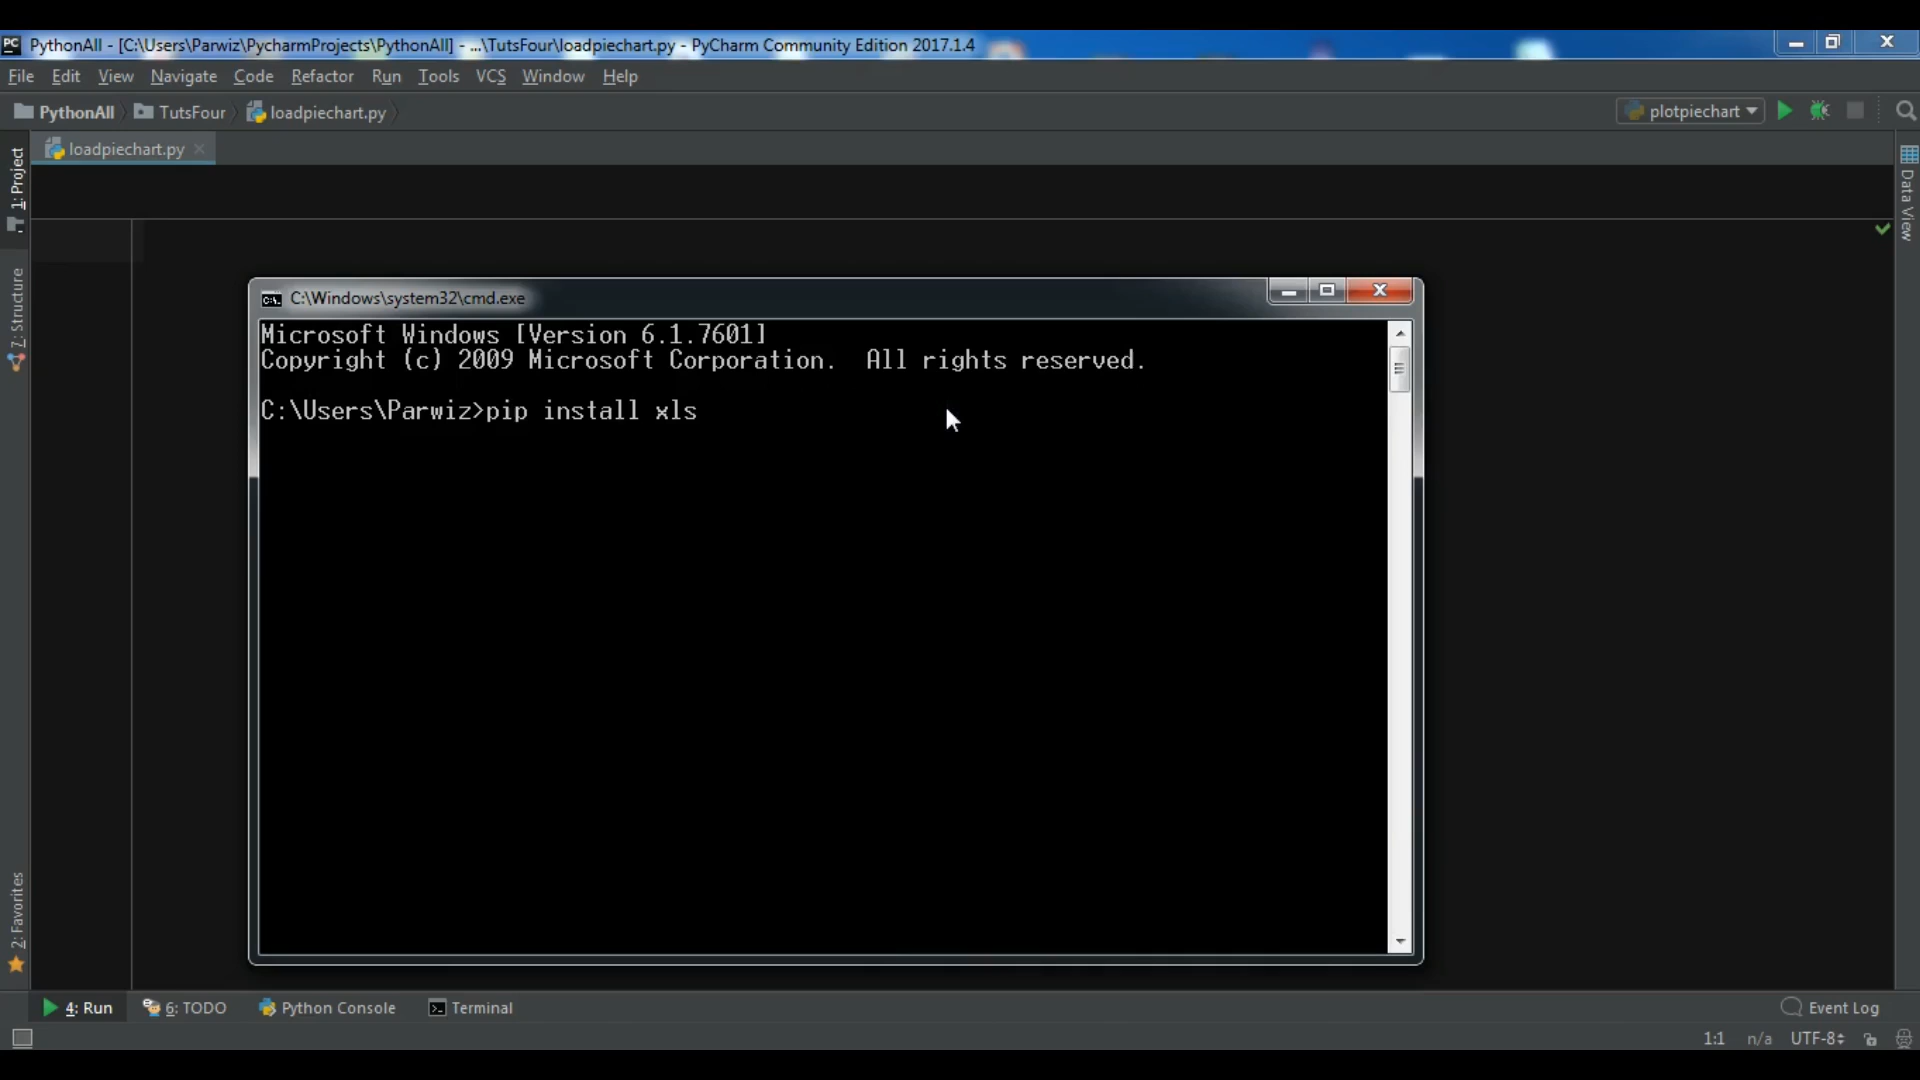 PC PythonAll - [C:\Users\Parwiz\PycharmProjects\PythonAll] - ...\TutsFour\loadpiechart.py - PyCharm Community Edition 2017.1.4
File Edit View Navigate Code Refactor Run Tools VCS Window Help
PythonAll TutsFour loadpiechart.py plotpiechart
loadpiechart.py
1: Project
7: Structure
2: Favorites
Data View
C:\Windows\system32\cmd.exe
Microsoft Windows [Version 6.1.7601]
Copyright (c) 2009 Microsoft Corporation. All rights reserved.
C:\Users\Parwiz>pip install xls
4: Run 6: TODO Python Console Terminal Event Log
1:1 n/a UTF-8